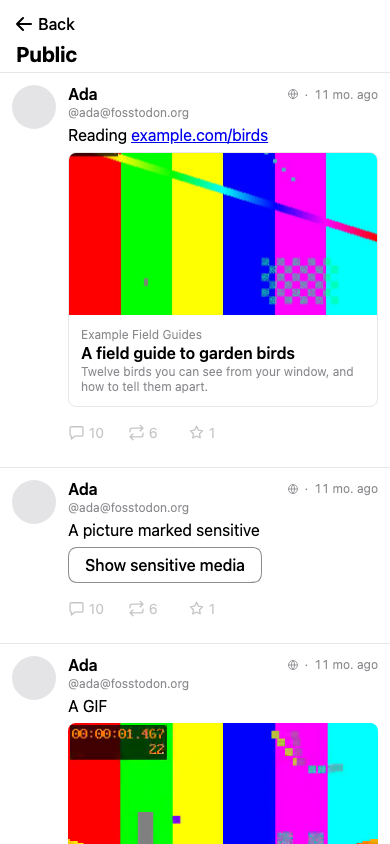 Back
Public
Ada
· 11 mo. ago
@ada@fosstodon.org
Reading example.com/birds
Example Field Guides
A field guide to garden birds
Twelve birds you can see from your window, and
how to tell them apart.
10 6 1
Ada
· 11 mo. ago
@ada@fosstodon.org
A picture marked sensitive
Show sensitive media
10 6 1
Ada
· 11 mo. ago
@ada@fosstodon.org
A GIF
00:00:01.467
22